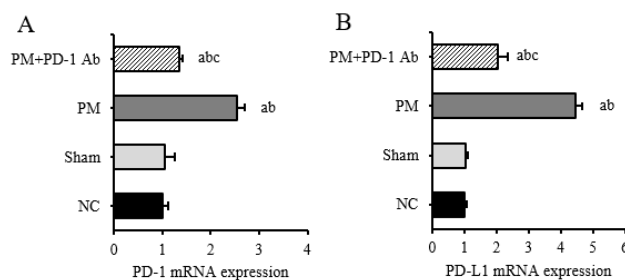 A
PM+PD-1 Ab
abc
PM
ab
Sham
NC
0 1 2 3 4
PD-1 mRNA expression
B
PM+PD-1 Ab
abc
PM
ab
Sham
NC
0 1 2 3 4 5 6
PD-L1 mRNA expression